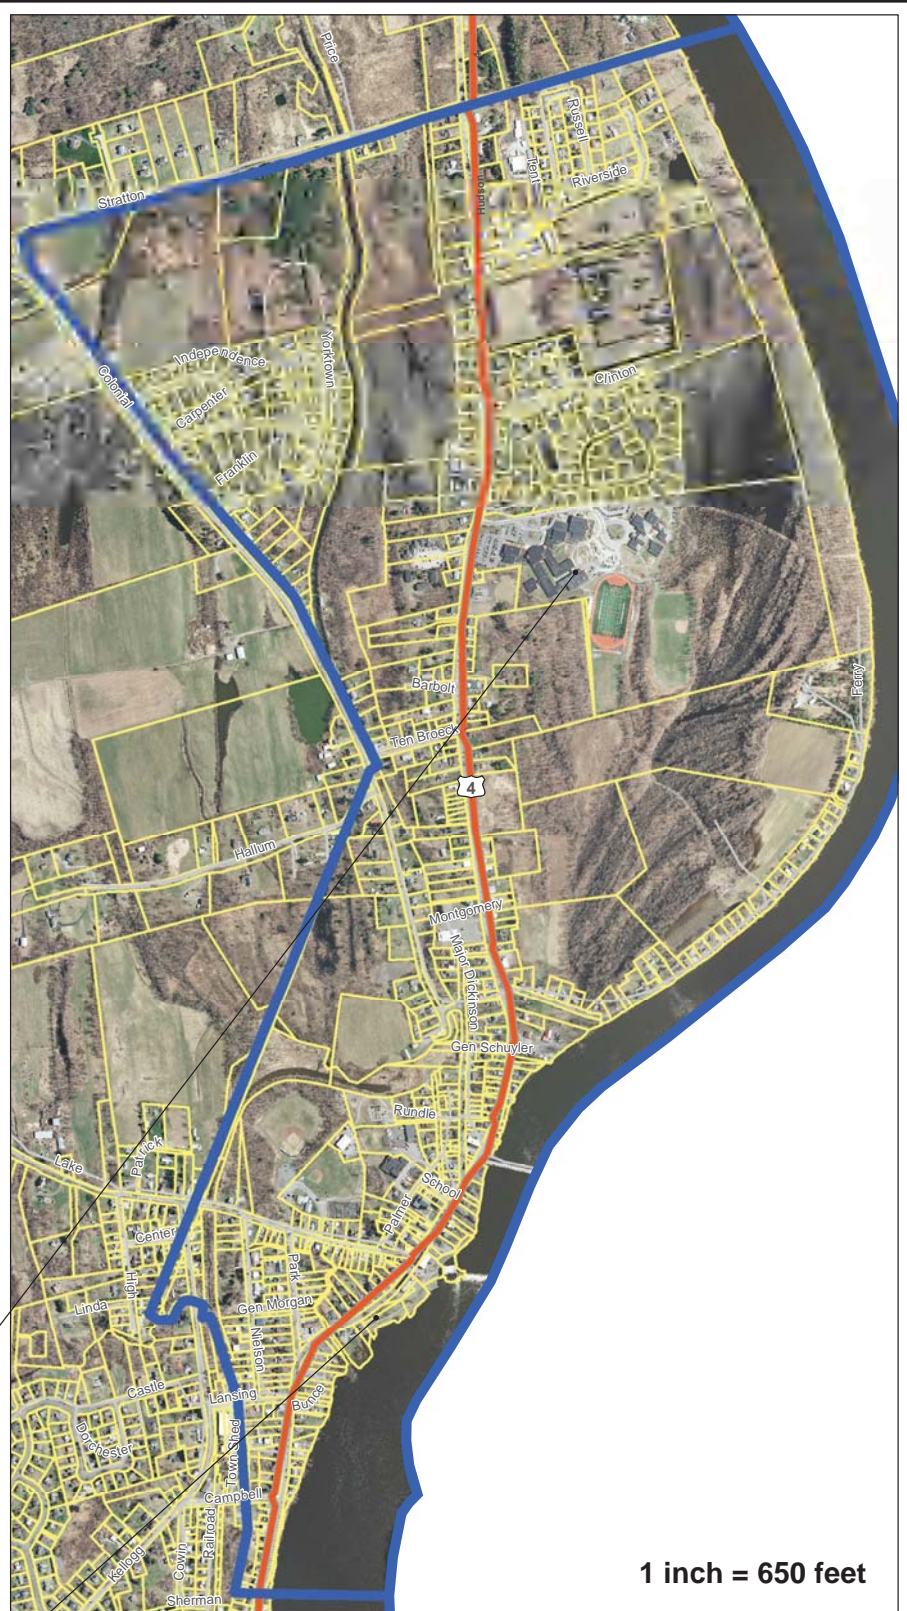 Price
Russell
Tent
Riverside
Hudson
Stratton
Yorktown
Independence
Clinton
Colonial
Carpenter
Franklin
Ferry
Barbolt
Ten Broeck
4
Hallum
Montgomery
Major Dickinson
Gen Schuyler
Rundle
Patrick
Lake
School
Palmer
Center
Park
High
Linda
Gen Morgan
Nielson
Castle
Lansing
Bunce
Dorchester
Town Shed
Campbell
Railroad
Cowin
Kellogg
Sherman
1 inch = 650 feet